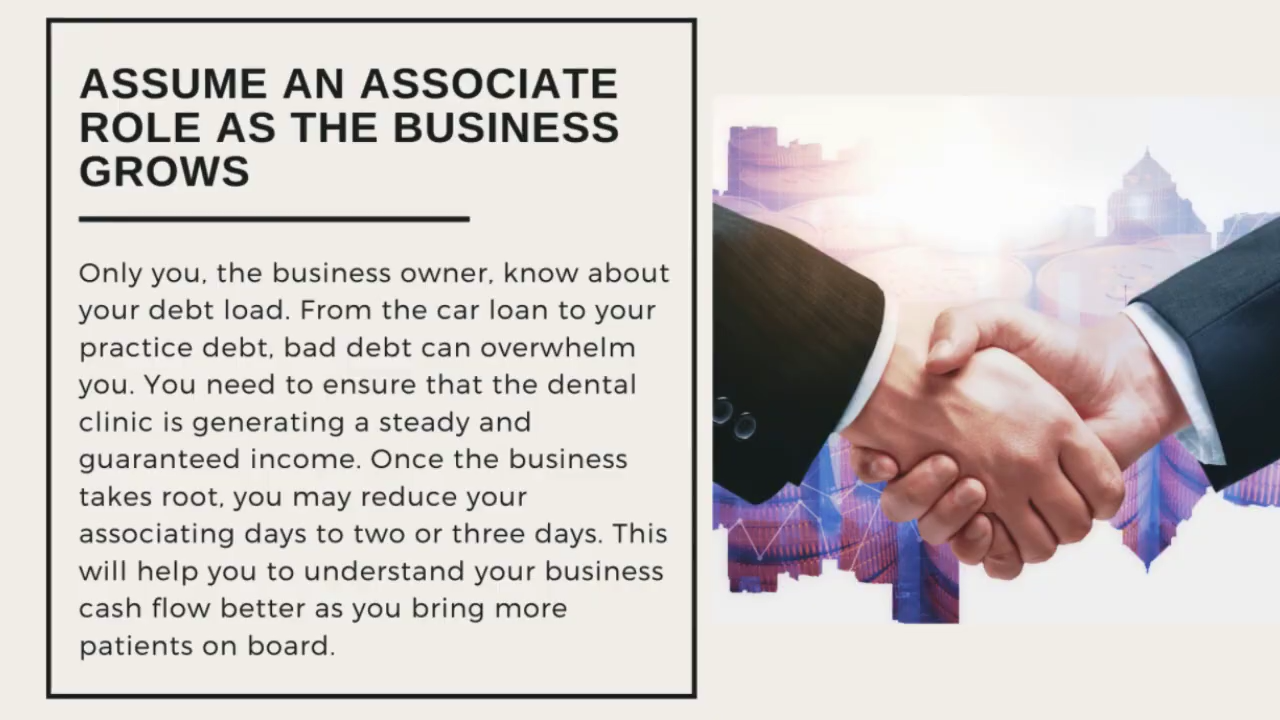 ASSUME AN ASSOCIATE
ROLE AS THE BUSINESS
GROWS
Only you, the business owner, know about
your debt load. From the car loan to your
practice debt, bad debt can overwhelm
you. You need to ensure that the dental
clinic is generating a steady and
guaranteed income. Once the business
takes root, you may reduce your
associating days to two or three days. This
will help you to understand your business
cash flow better as you bring more
patients on board.